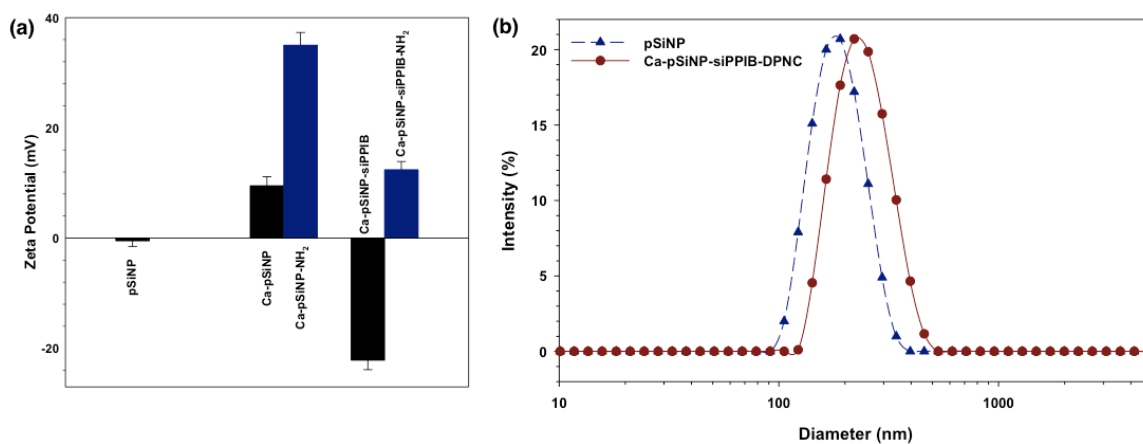 (a)
Zeta Potential (mV)
40
20
0
-20
pSiNP
Ca-pSiNP
Ca-pSiNP-NH₂
Ca-pSiNP-siPPIB
Ca-pSiNP-siPPIB-NH₂
(b)
pSiNP
Ca-pSiNP-siPPIB-DPNC
Intensity (%)
20
15
10
5
0
10
100
1000
Diameter (nm)